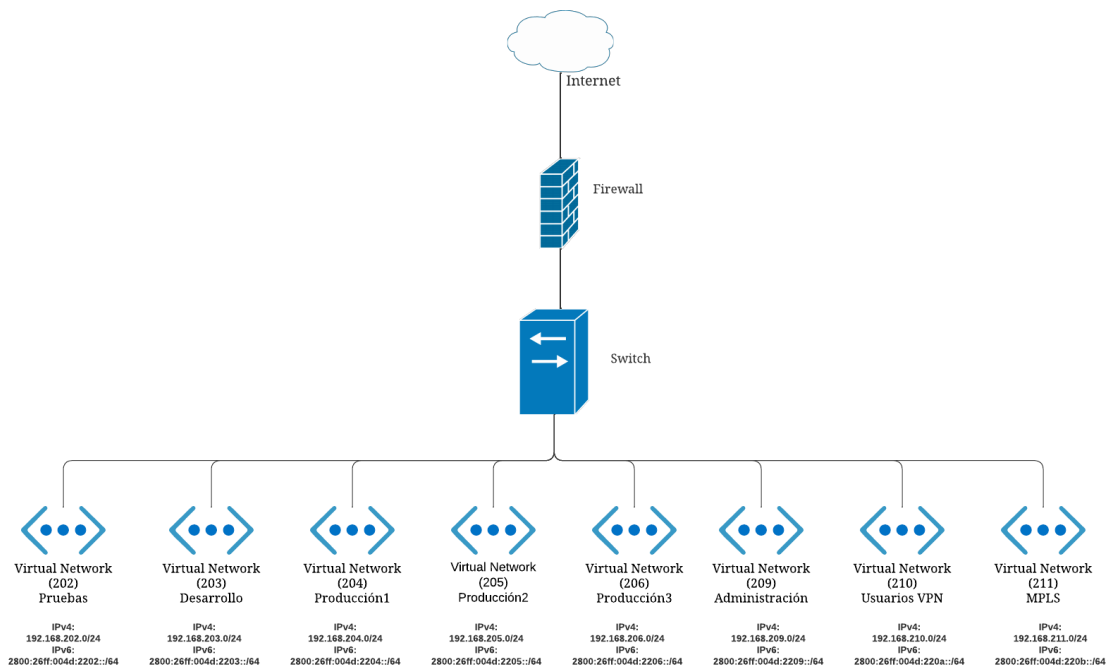 Internet
Firewall
Switch
Virtual Network
(202)
Pruebas
IPv4:
192.168.202.0/24
IPv6:
2800:26ff:004d:2202::/64
Virtual Network
(203)
Desarrollo
IPv4:
192.168.203.0/24
IPv6:
2800:26ff:004d:2203::/64
Virtual Network
(204)
Producción1
IPv4:
192.168.204.0/24
IPv6:
2800:26ff:004d:2204::/64
Virtual Network
(205)
Producción2
IPv4:
192.168.205.0/24
IPv6:
2800:26ff:004d:2205::/64
Virtual Network
(206)
Producción3
IPv4:
192.168.206.0/24
IPv6:
2800:26ff:004d:2206::/64
Virtual Network
(209)
Administración
IPv4:
192.168.209.0/24
IPv6:
2800:26ff:004d:2209::/64
Virtual Network
(210)
Usuarios VPN
IPv4:
192.168.210.0/24
IPv6:
2800:26ff:004d:220a::/64
Virtual Network
(211)
MPLS
IPv4:
192.168.211.0/24
IPv6:
2800:26ff:004d:220b::/64